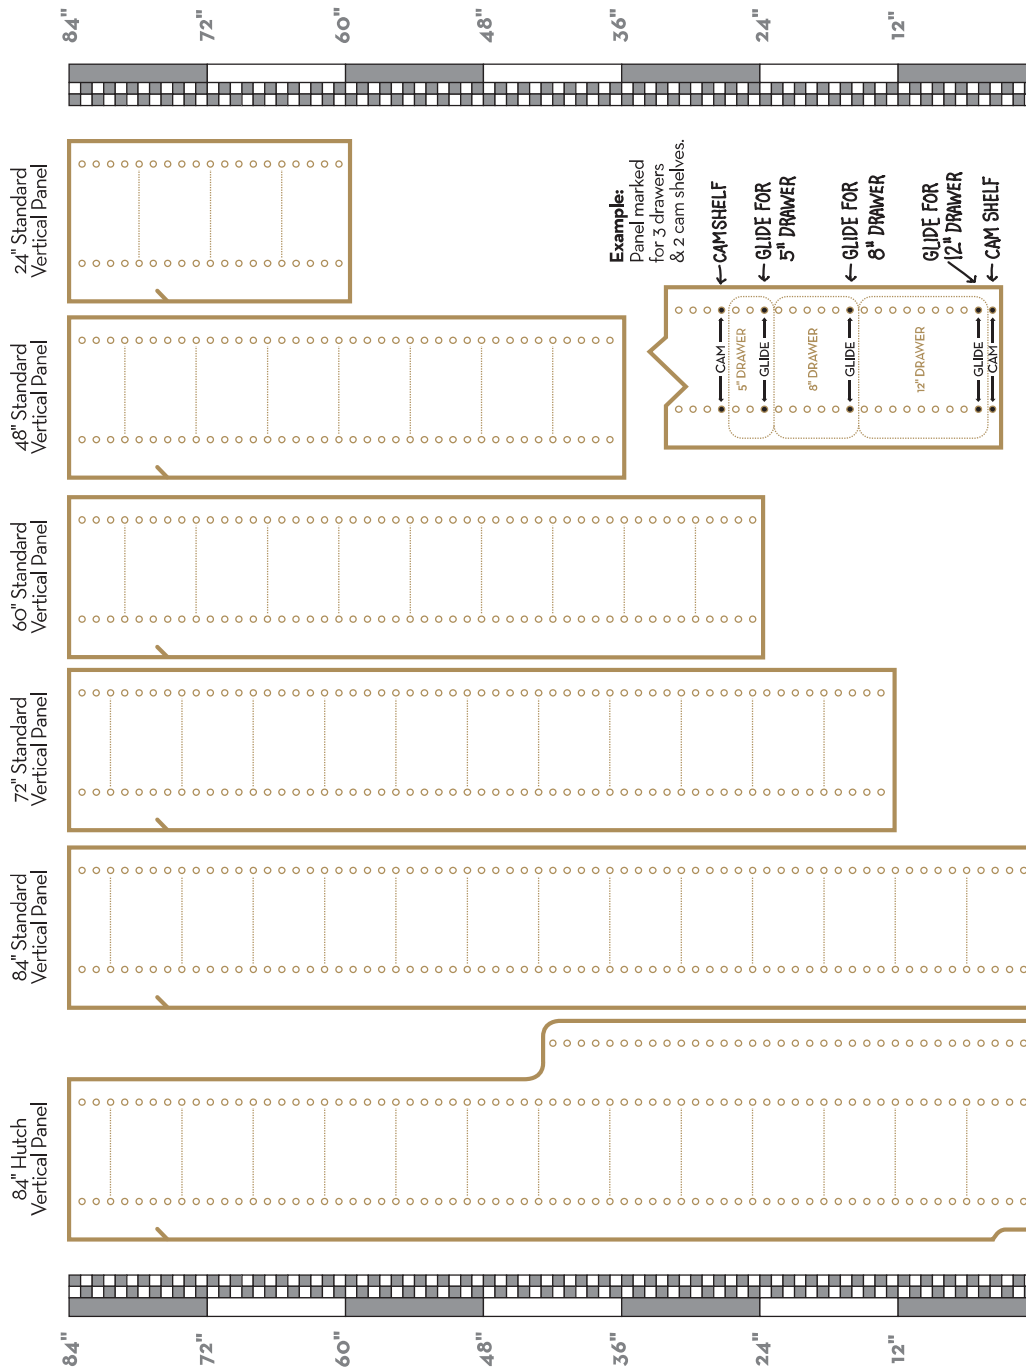 84"
72"
60"
48"
36"
24"
12"
24" Standard
Vertical Panel
48" Standard
Vertical Panel
60" Standard
Vertical Panel
72" Standard
Vertical Panel
84" Standard
Vertical Panel
84" Hutch
Vertical Panel
Example:
Panel marked
for 3 drawers
& 2 cam shelves.
CAM SHELF
GLIDE FOR
5" DRAWER
GLIDE FOR
8" DRAWER
GLIDE FOR
12" DRAWER
CAM SHELF
CAM
5" DRAWER
GLIDE
8" DRAWER
GLIDE
12" DRAWER
GLIDE
CAM
84"
72"
60"
48"
36"
24"
12"